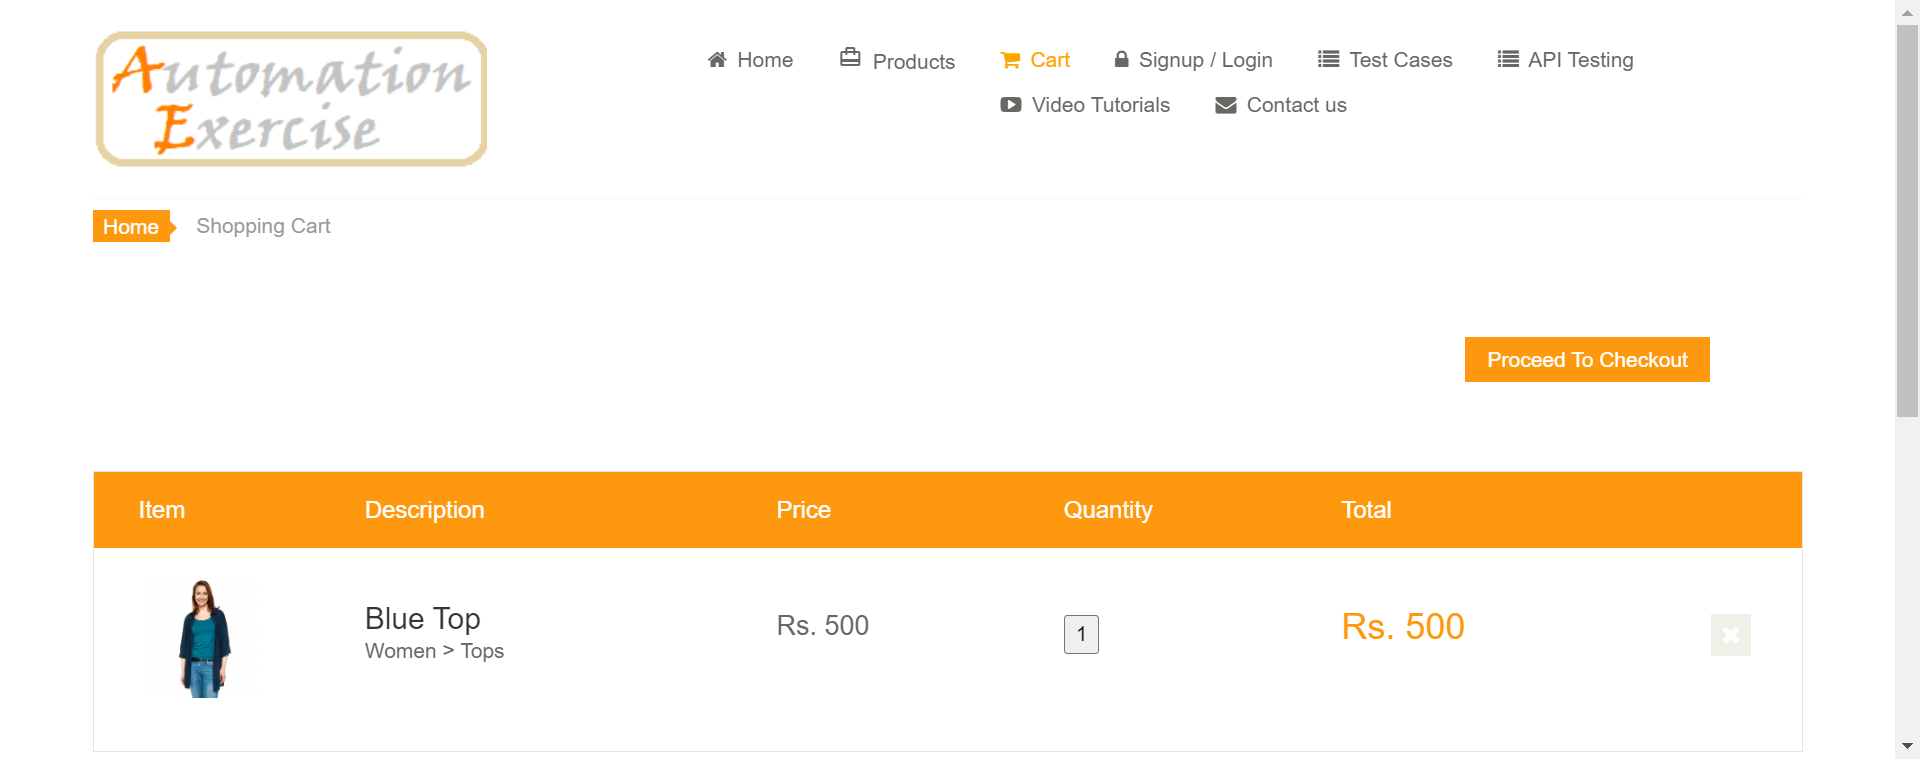 Automation
Exercise
Home Products Cart Signup / Login Test Cases API Testing
Video Tutorials Contact us
Home Shopping Cart
Proceed To Checkout
Item Description Price Quantity Total
Blue Top Rs. 500 1 Rs. 500
Women > Tops